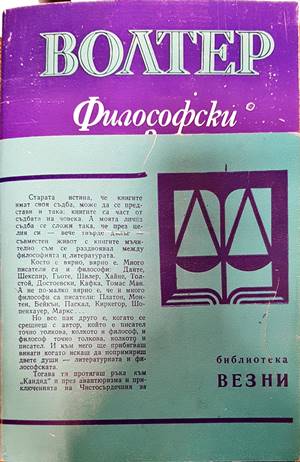 ВОЛТЕР
Философски
Старата истина, че книгите
имат своя съдба, може да се пред-
стави и така: книгите са част от
съдбата на човека. А моята лична
съдба се сложи така, че през це-
лия си — вече твърде дълъг —
съвместен живот с книгите мъчи-
телно съм се раздвоявал между
философията и литературата.
Което е вярно, вярно е. Много
писатели са и философи: Данте,
Шекспир, Гьоте, Шилер, Хайне, Тол-
стой, Достоевски, Кафка, Томас Ман.
А не по-малко вярно е, че и много
философи са писатели: Платон, Мон-
тен, Бейкън, Паскал, Киркегор, Шо-
пенхауер, Маркс...
Но все пак друго е, когато се
срещнеш с автор, който е писател
точно толкова, колкото и философ, и
философ точно толкова, колкото и
писател. И към него ще прибягваш
винаги когато искаш да попримириш
двете души — литературната и фи-
лософската.
Тогава ти протягаш ръка към
„Кандид“ и през авантюризма и при-
ключенията на Чистосърдечния
библиотека
ВЕЗНИ